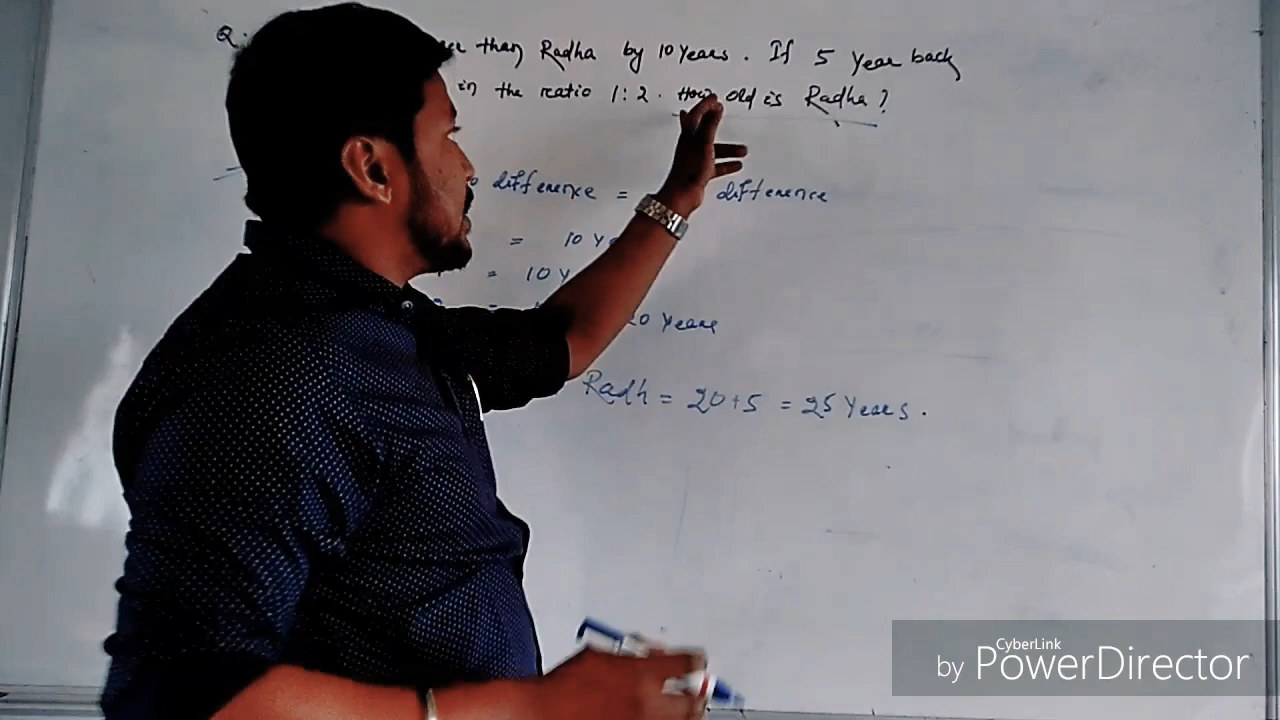 Q.
than Radha by 10 Years. If 5 Year back
in the ratio 1:2. How old is Radha?
difference = difference
= 10
= 10 Y
20 Years
Radh = 20+5 = 25 Years.
CyberLink
by PowerDirector